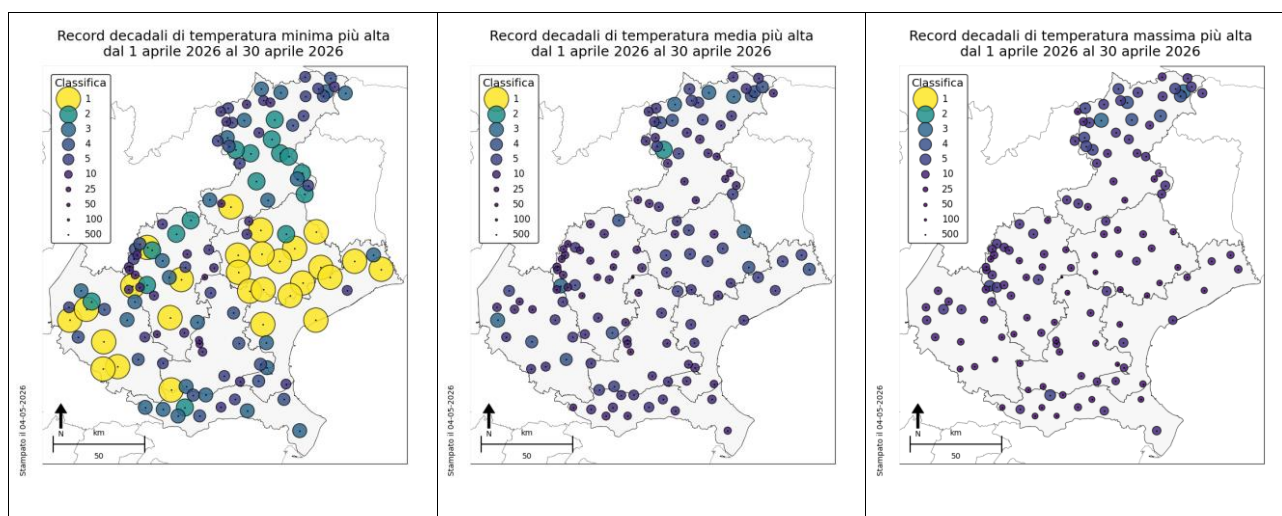 Record decadali di temperatura minima più alta
dal 1 aprile 2026 al 30 aprile 2026
Classifica
1
2
3
4
5
10
25
50
100
500
N
km
50
Stampato il 04-05-2026
Record decadali di temperatura media più alta
dal 1 aprile 2026 al 30 aprile 2026
Classifica
1
2
3
4
5
10
25
50
100
500
N
km
50
Stampato il 04-05-2026
Record decadali di temperatura massima più alta
dal 1 aprile 2026 al 30 aprile 2026
Classifica
1
2
3
4
5
10
25
50
100
500
N
km
50
Stampato il 04-05-2026